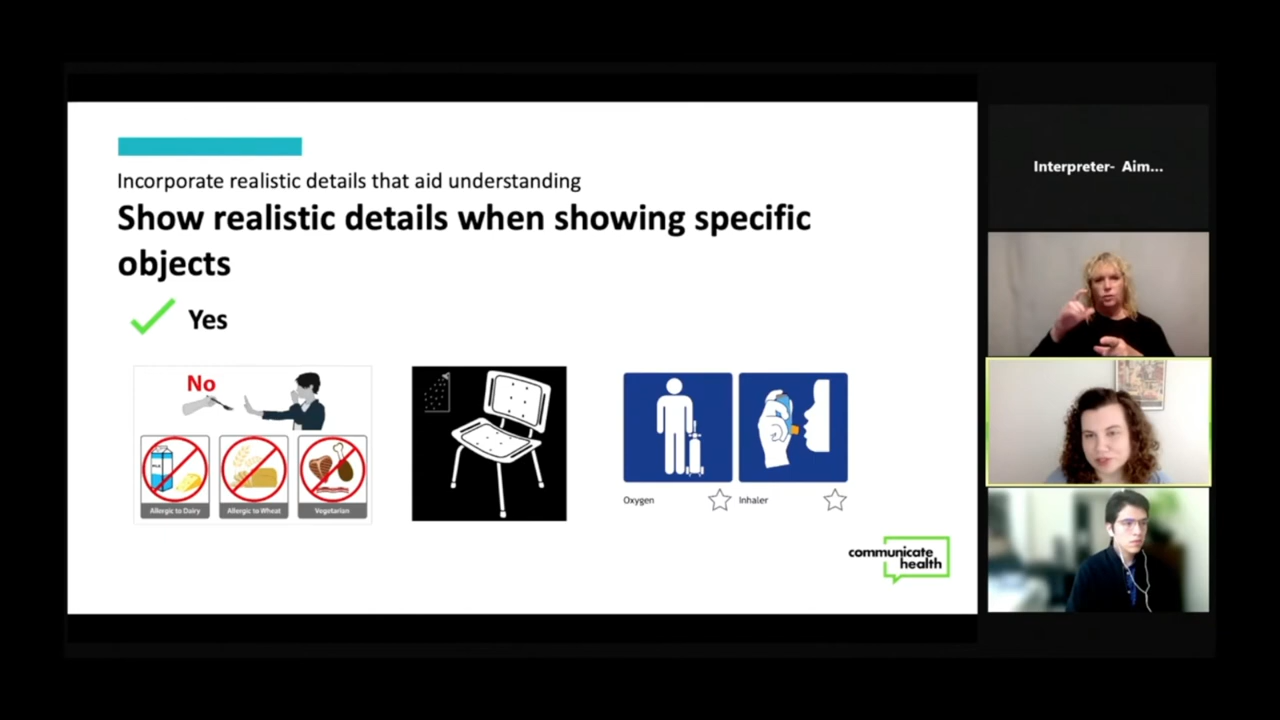 Incorporate realistic details that aid understanding
Show realistic details when showing specific
objects
Yes
No
Allergic to Dairy
Allergic to Wheat
Vegetarian
Oxygen
Inhaler
communicate
health
Interpreter- Aim...